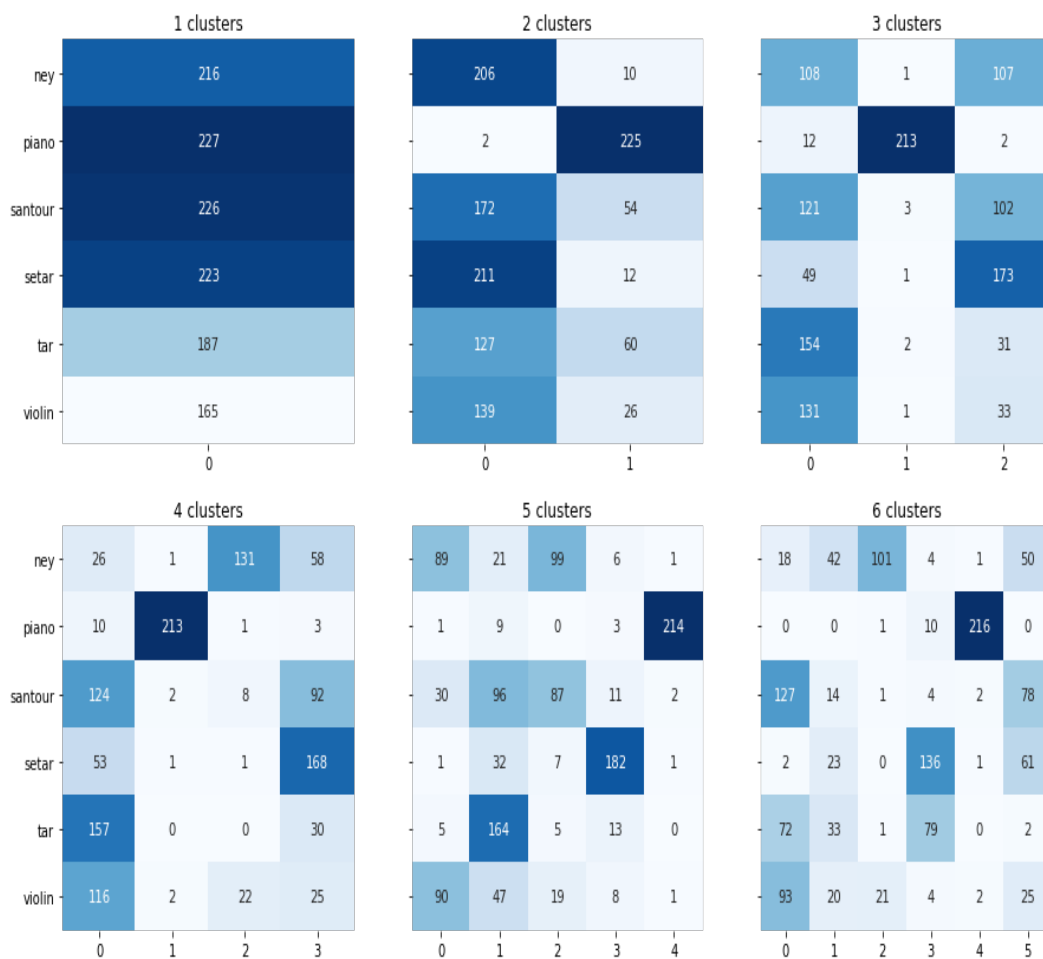 1 clusters 2 clusters 3 clusters
ney 216 206 10 108 1 107
piano 227 2 225 12 213 2
santour 226 172 54 121 3 102
setar 223 211 12 49 1 173
tar 187 127 60 154 2 31
violin 165 139 26 131 1 33
0 0 1 0 1 2
4 clusters 5 clusters 6 clusters
ney 26 1 131 58 89 21 99 6 1 18 42 101 4 1 50
piano 10 213 1 3 1 9 0 3 214 0 0 1 10 216 0
santour 124 2 8 92 30 96 87 11 2 127 14 1 4 2 78
setar 53 1 1 168 1 32 7 182 1 2 23 0 136 1 61
tar 157 0 0 30 5 164 5 13 0 72 33 1 79 0 2
violin 116 2 22 25 90 47 19 8 1 93 20 21 4 2 25
0 1 2 3 0 1 2 3 4 0 1 2 3 4 5